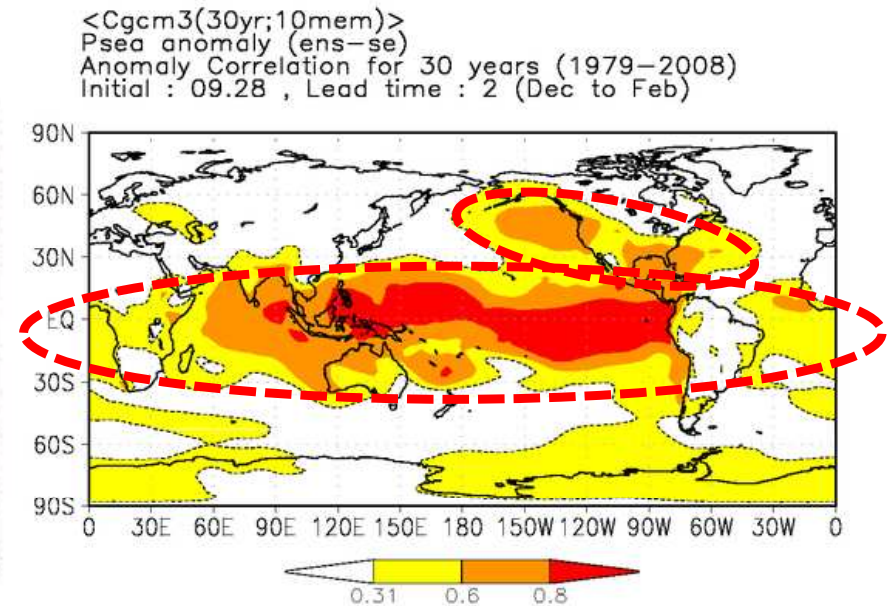 <Cgcm3(30yr;10mem)>
Psea anomaly (ens-se)
Anomaly Correlation for 30 years (1979-2008)
Initial : 09.28 , Lead time : 2 (Dec to Feb)
90N
60N
30N
EQ
30S
60S
90S
0 30E 60E 90E 120E 150E 180 150W 120W 90W 60W 30W 0
0.31 0.6 0.8